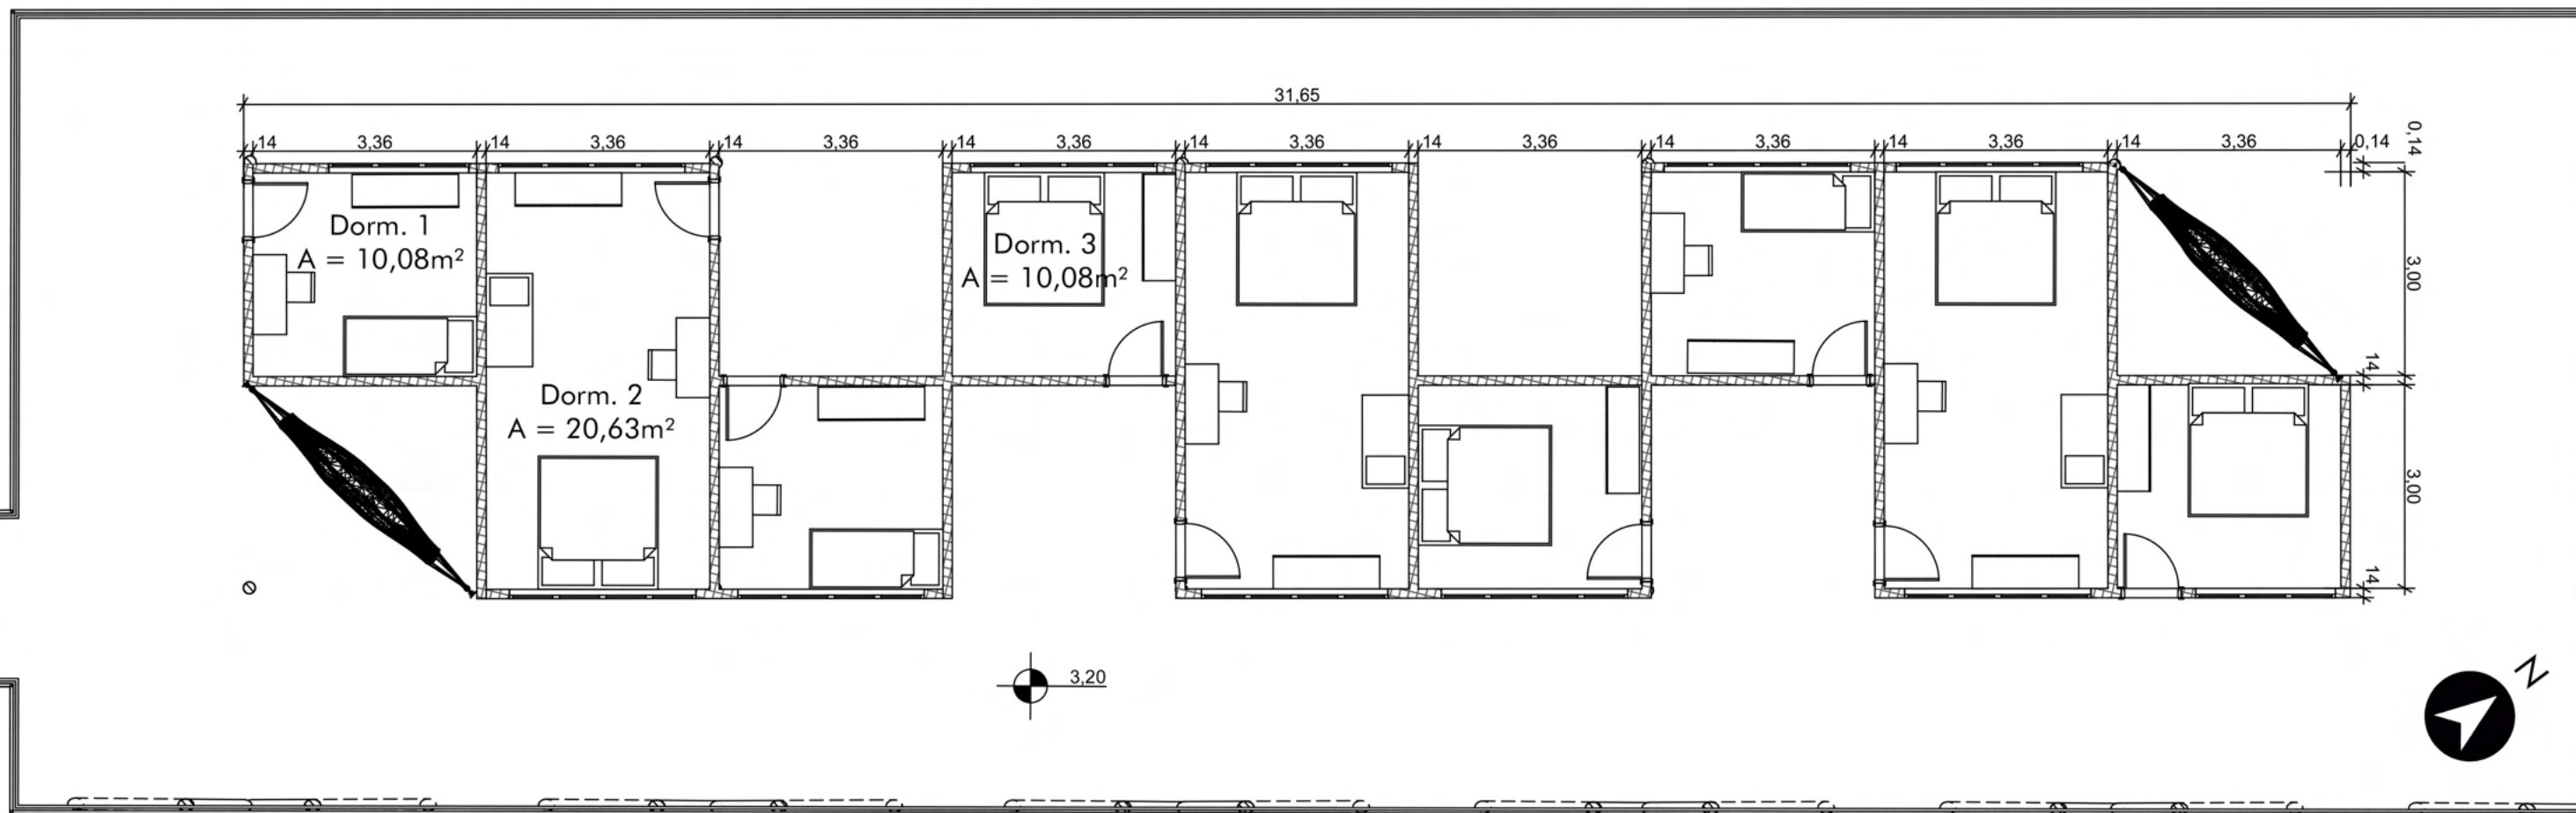 31,65
14 3,36 14 3,36 14 3,36 14 3,36 14 3,36 14 3,36 14 3,36 14 3,36 14 3,36 0,14
0,14
Dorm. 1
A = 10,08m²
Dorm. 3
A = 10,08m²
3,00
14
Dorm. 2
A = 20,63m²
3,00
14
3,20
N